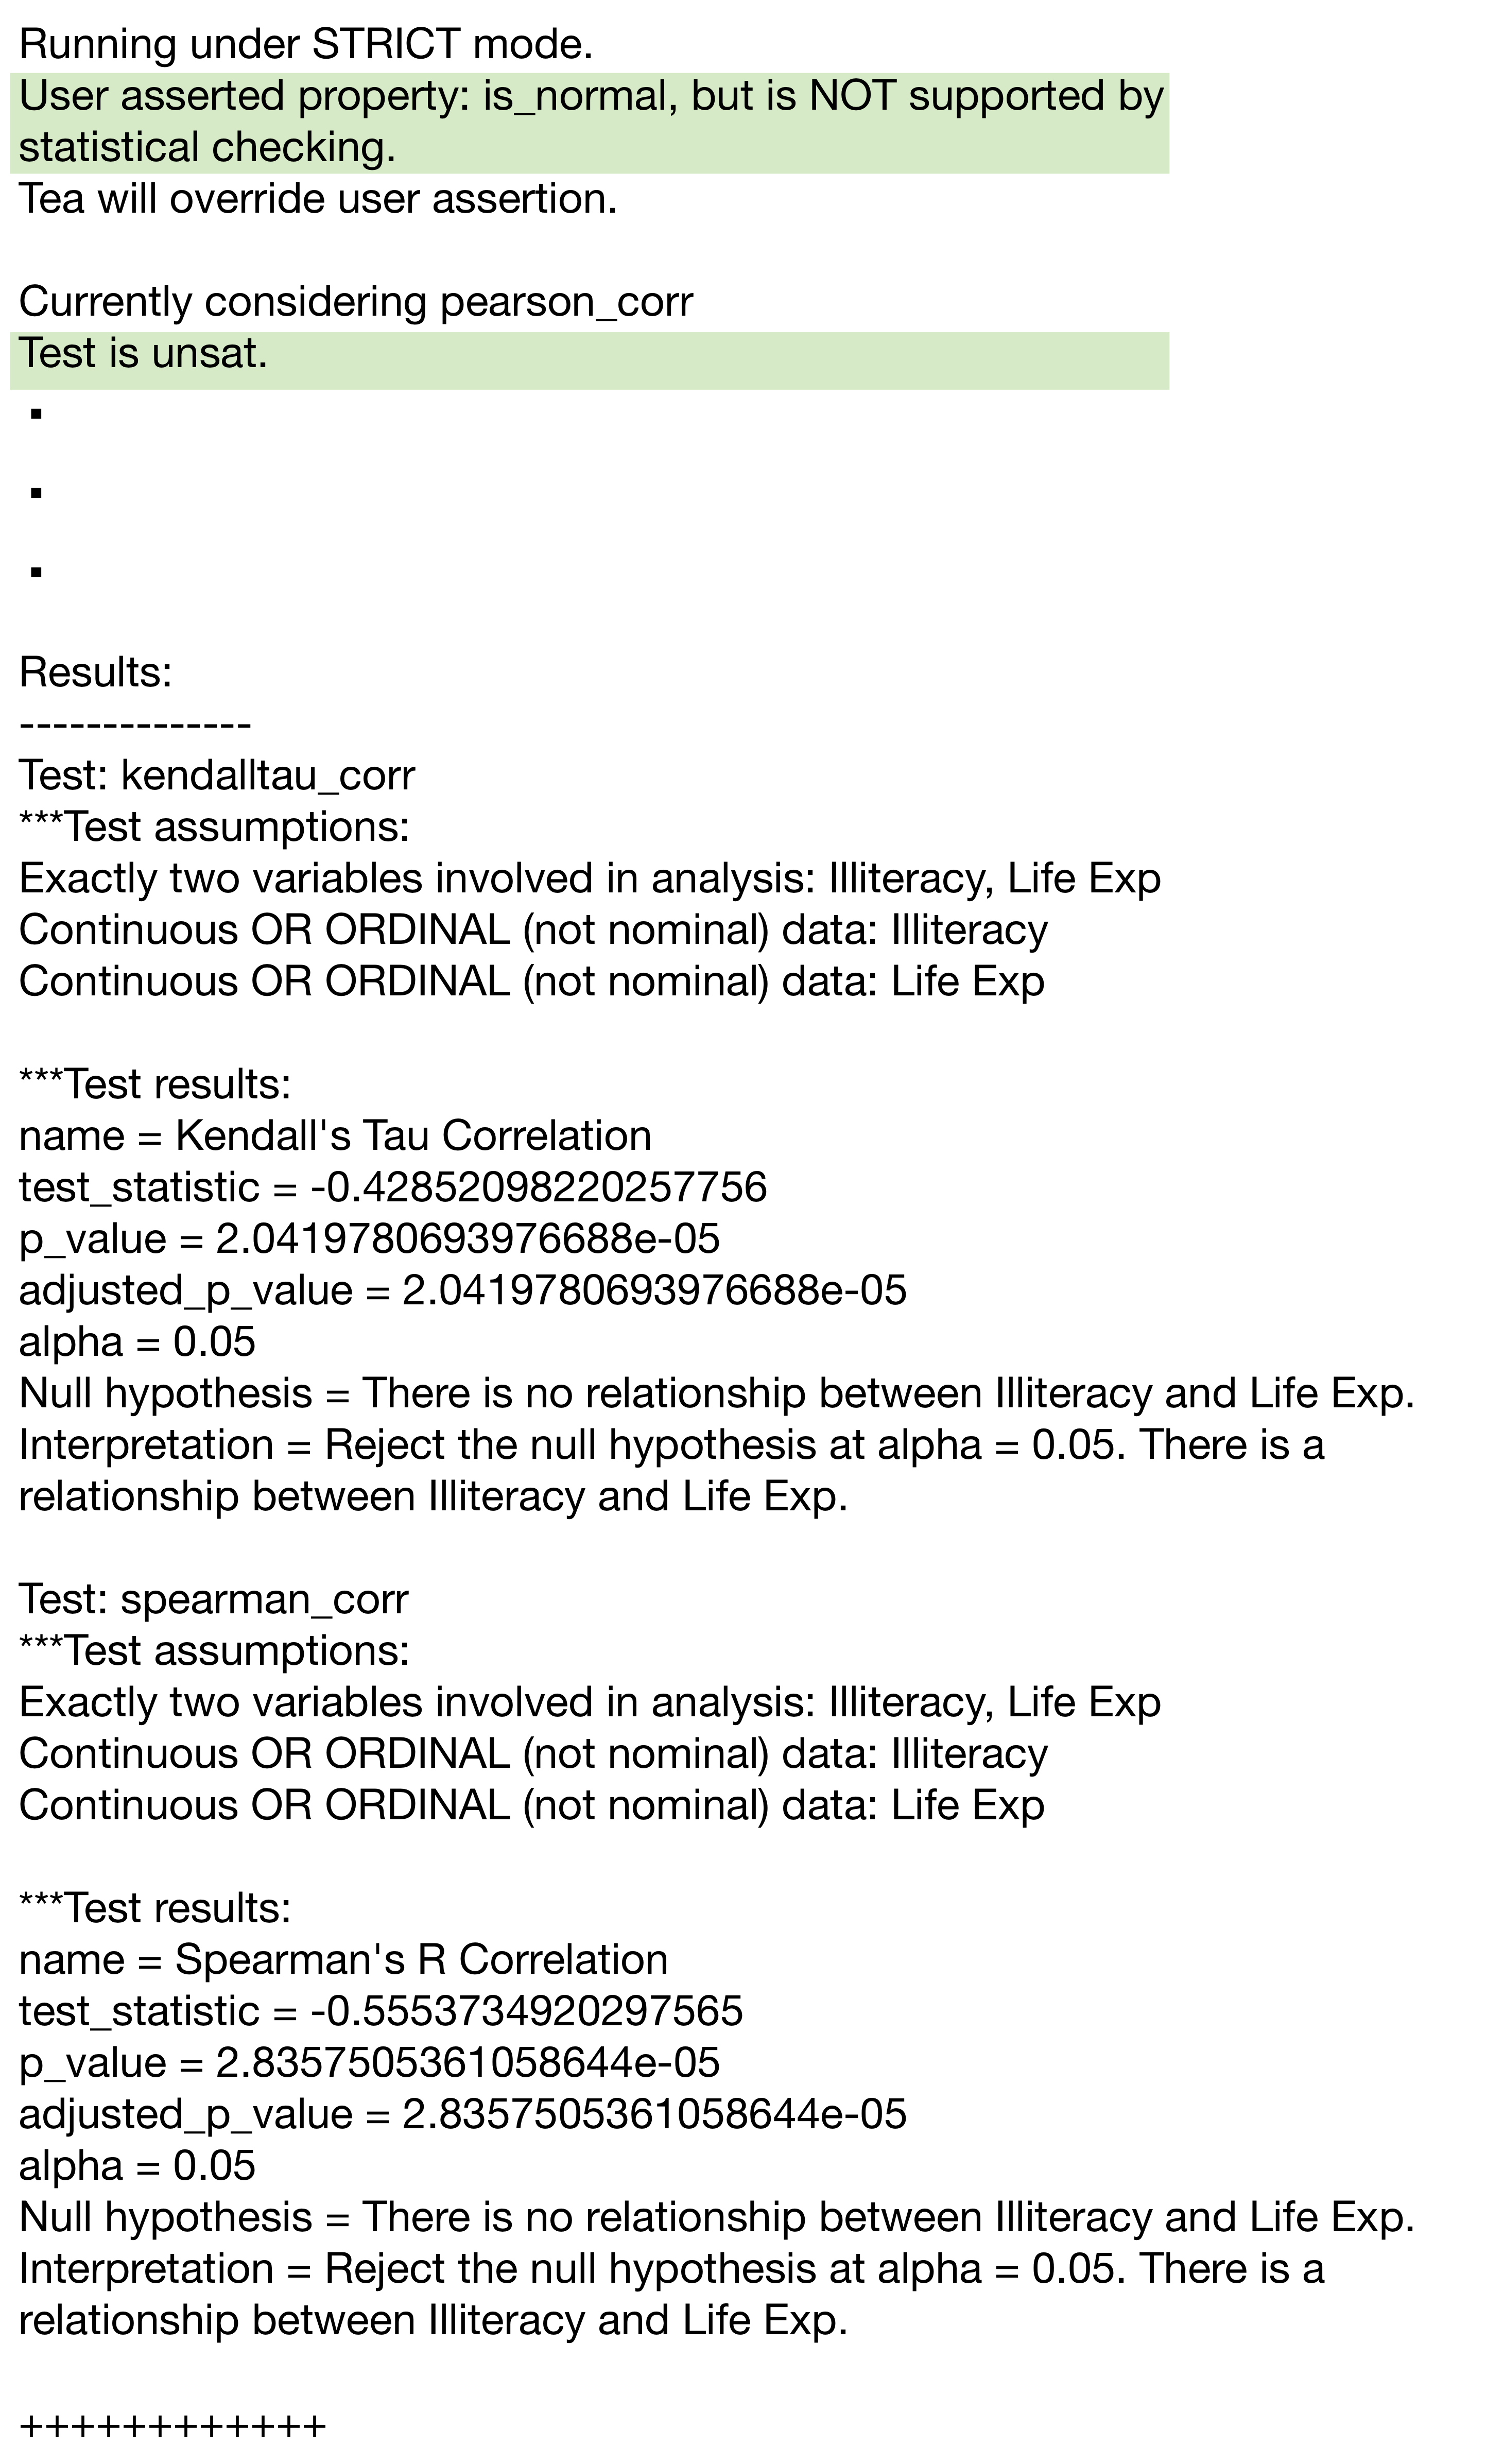 Running under STRICT mode.
User asserted property: is_normal, but is NOT supported by
statistical checking.
Tea will override user assertion.
Currently considering pearson_corr
Test is unsat.
.
.
.
Results:
--------------
Test: kendalltau_corr
***Test assumptions:
Exactly two variables involved in analysis: Illiteracy, Life Exp
Continuous OR ORDINAL (not nominal) data: Illiteracy
Continuous OR ORDINAL (not nominal) data: Life Exp
***Test results:
name = Kendall's Tau Correlation
test_statistic = -0.42852098220257756
p_value = 2.0419780693976688e-05
adjusted_p_value = 2.0419780693976688e-05
alpha = 0.05
Null hypothesis = There is no relationship between Illiteracy and Life Exp.
Interpretation = Reject the null hypothesis at alpha = 0.05. There is a
relationship between Illiteracy and Life Exp.
Test: spearman_corr
***Test assumptions:
Exactly two variables involved in analysis: Illiteracy, Life Exp
Continuous OR ORDINAL (not nominal) data: Illiteracy
Continuous OR ORDINAL (not nominal) data: Life Exp
***Test results:
name = Spearman's R Correlation
test_statistic = -0.5553734920297565
p_value = 2.8357505361058644e-05
adjusted_p_value = 2.8357505361058644e-05
alpha = 0.05
Null hypothesis = There is no relationship between Illiteracy and Life Exp.
Interpretation = Reject the null hypothesis at alpha = 0.05. There is a
relationship between Illiteracy and Life Exp.
++++++++++++